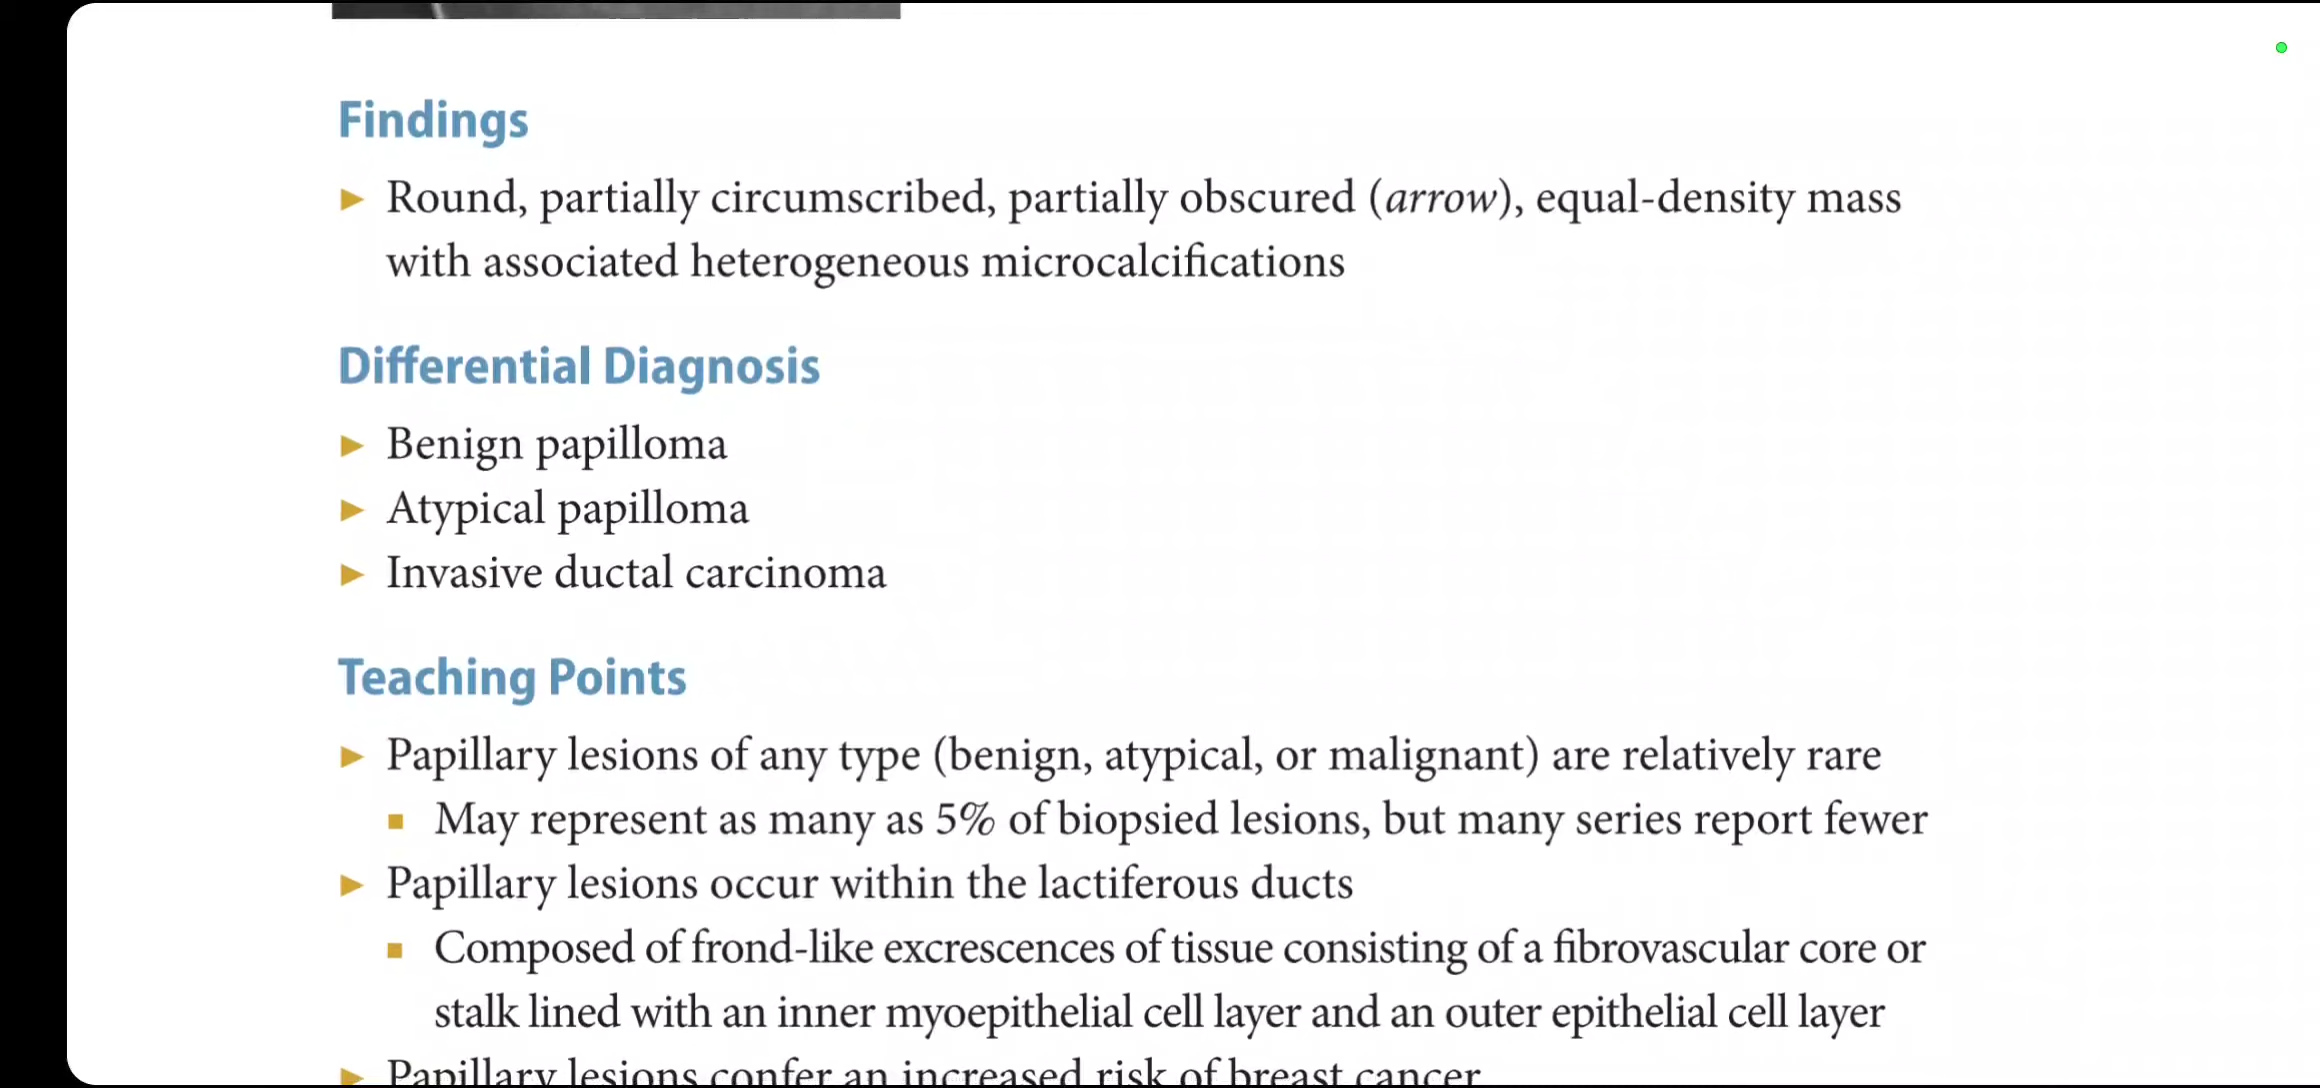 Findings
► Round, partially circumscribed, partially obscured (arrow), equal-density mass
with associated heterogeneous microcalcifications
Differential Diagnosis
► Benign papilloma
► Atypical papilloma
► Invasive ductal carcinoma
Teaching Points
► Papillary lesions of any type (benign, atypical, or malignant) are relatively rare
■ May represent as many as 5% of biopsied lesions, but many series report fewer
► Papillary lesions occur within the lactiferous ducts
■ Composed of frond-like excrescences of tissue consisting of a fibrovascular core or
stalk lined with an inner myoepithelial cell layer and an outer epithelial cell layer
► Papillary lesions confer an increased risk of breast cancer